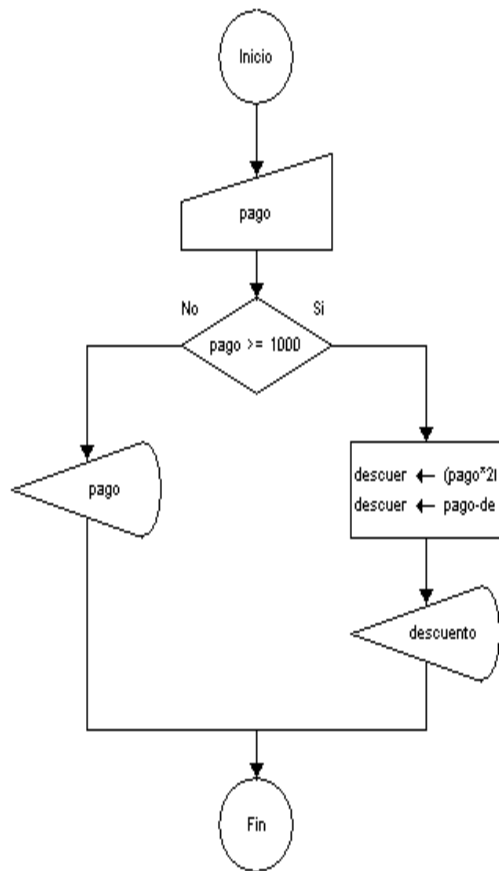 Inicio
pago
No
Si
pago >= 1000
pago
descuer ← (pago*2
descuer ← pago-de
descuento
Fin